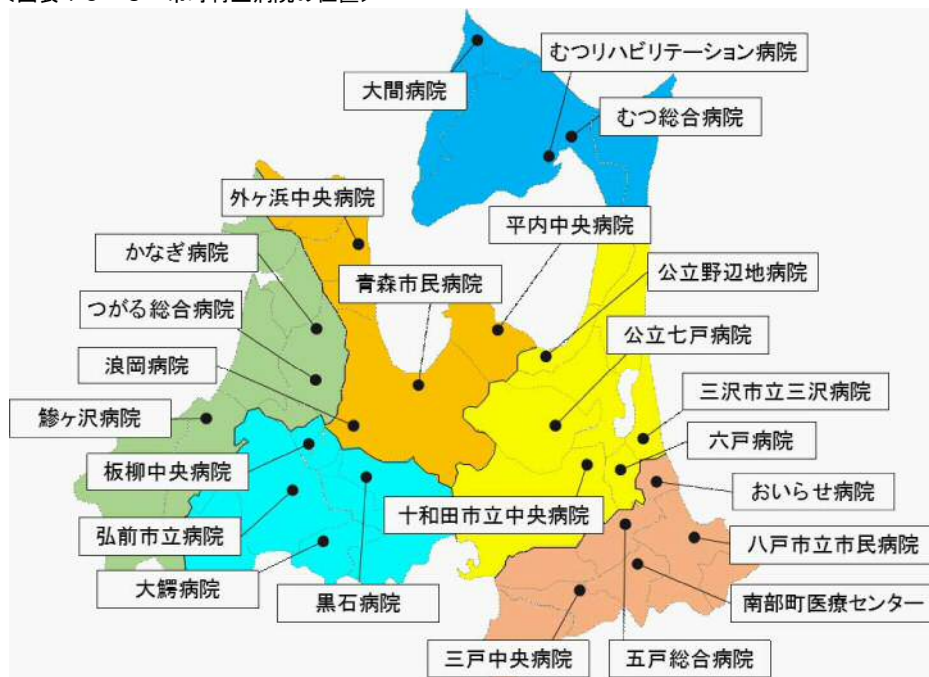 大間病院
むつリハビリテーション病院
むつ総合病院
外ヶ浜中央病院
平内中央病院
かなぎ病院
青森市民病院
公立野辺地病院
つがる総合病院
公立七戸病院
浪岡病院
三沢市立三沢病院
鰺ヶ沢病院
六戸病院
板柳中央病院
おいらせ病院
十和田市立中央病院
弘前市立病院
八戸市立市民病院
大鰐病院
黒石病院
南部町医療センター
三戸中央病院
五戸総合病院